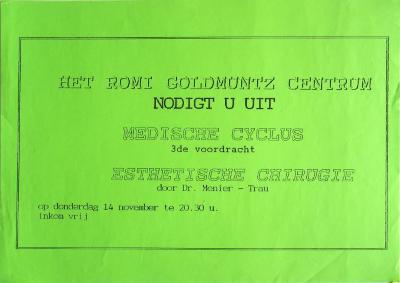 HET ROMI GOLDMUNTZ CENTRUM
NODIGT U UIT
MEDISCHE CYCLUS
3de voordracht
ESTHETISCHE CHIRUGIE
door Dr. Menier - Trau
op donderdag 14 november te 20.30 u.
inkom vrij